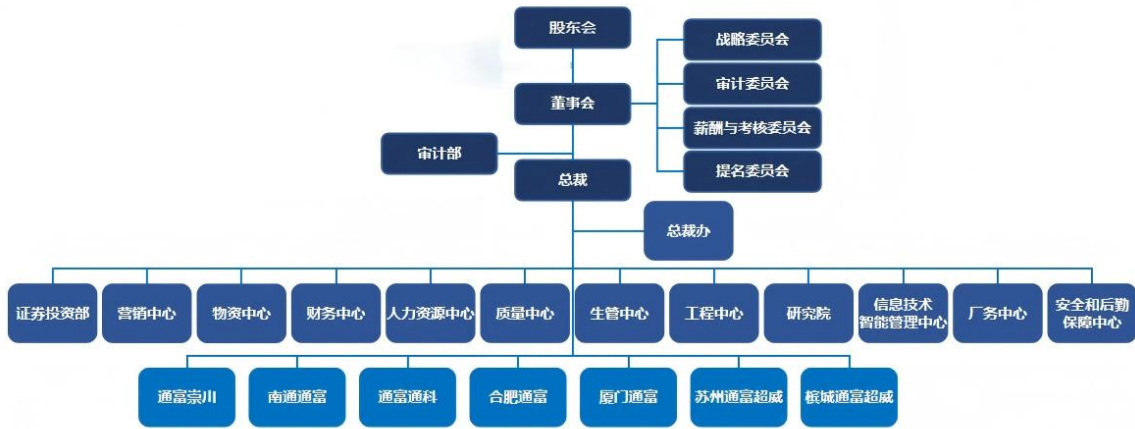 股东会
战略委员会
审计委员会
董事会
薪酬与考核委员会
审计部
提名委员会
总裁
总裁办
证券投资部
营销中心
物资中心
财务中心
人力资源中心
质量中心
生管中心
工程中心
研究院
信息技术
智能管理中心
厂务中心
安全和后勤
保障中心
通富崇川
南通通富
通富通科
合肥通富
厦门通富
苏州通富超威
槟城通富超威